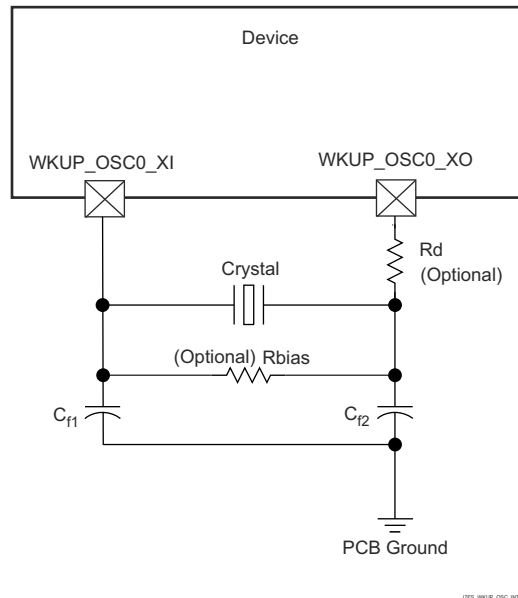 Device
WKUP_OSC0_XI
WKUP_OSC0_XO
Rd
(Optional)
Crystal
(Optional) Rbias
Cf1
Cf2
PCB Ground